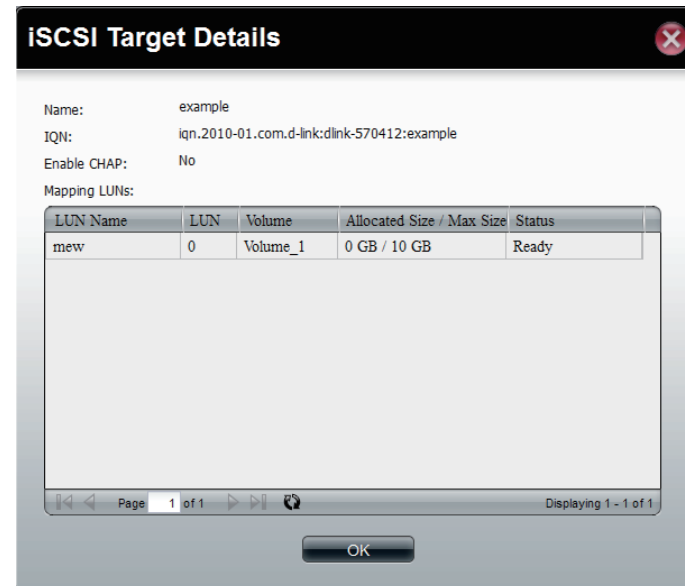 iSCSI Target Details
Name: example
IQN: iqn.2010-01.com.d-link:dlink-570412:example
Enable CHAP: No
Mapping LUNs:
LUN Name LUN Volume Allocated Size / Max Size Status
mew 0 Volume_1 0 GB / 10 GB Ready
Page 1 of 1 Displaying 1 - 1 of 1
OK